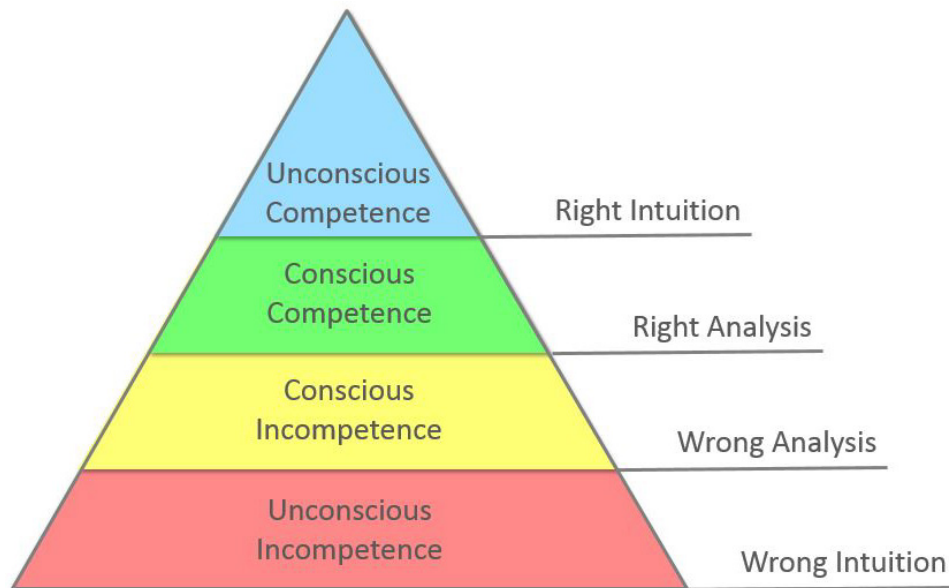 Unconscious
Competence
Right Intuition
Conscious
Competence
Right Analysis
Conscious
Incompetence
Wrong Analysis
Unconscious
Incompetence
Wrong Intuition